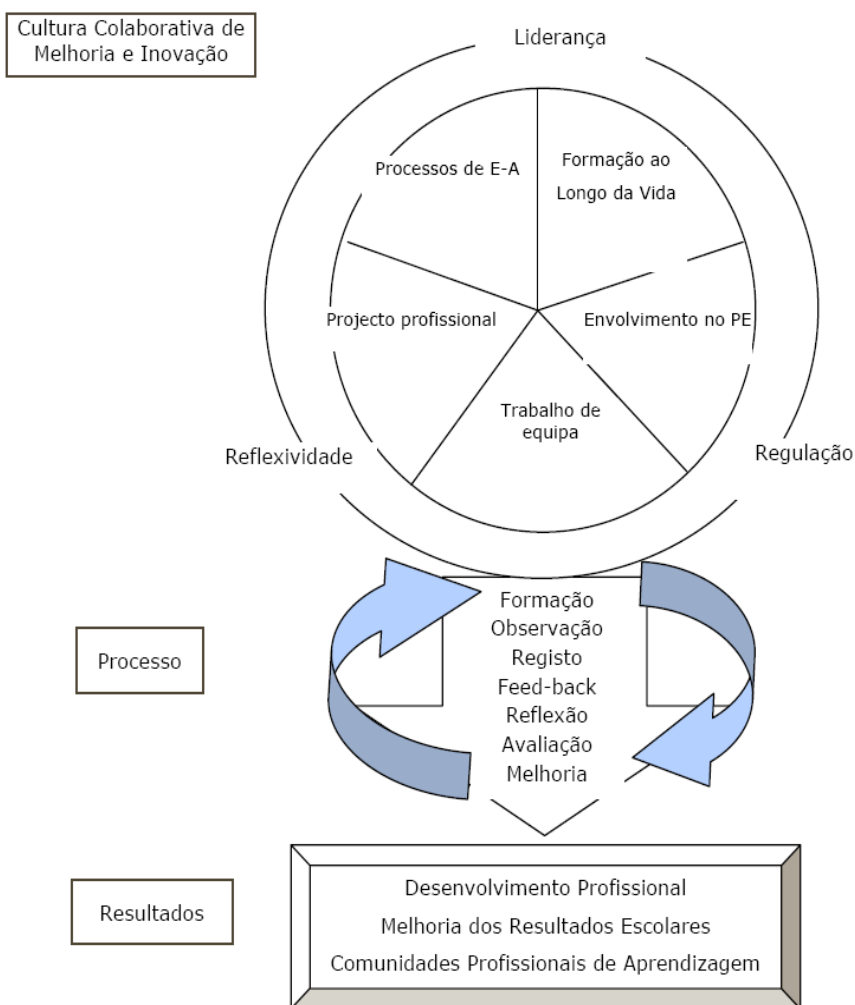 Cultura Colaborativa de
Melhoria e Inovação
Liderança
Processos de E-A
Formação ao
Longo da Vida
Projecto profissional
Envolvimento no PE
Trabalho de
equipa
Reflexividade
Regulação
Processo
Formação
Observação
Registo
Feed-back
Reflexão
Avaliação
Melhoria
Resultados
Desenvolvimento Profissional
Melhoria dos Resultados Escolares
Comunidades Profissionais de Aprendizagem